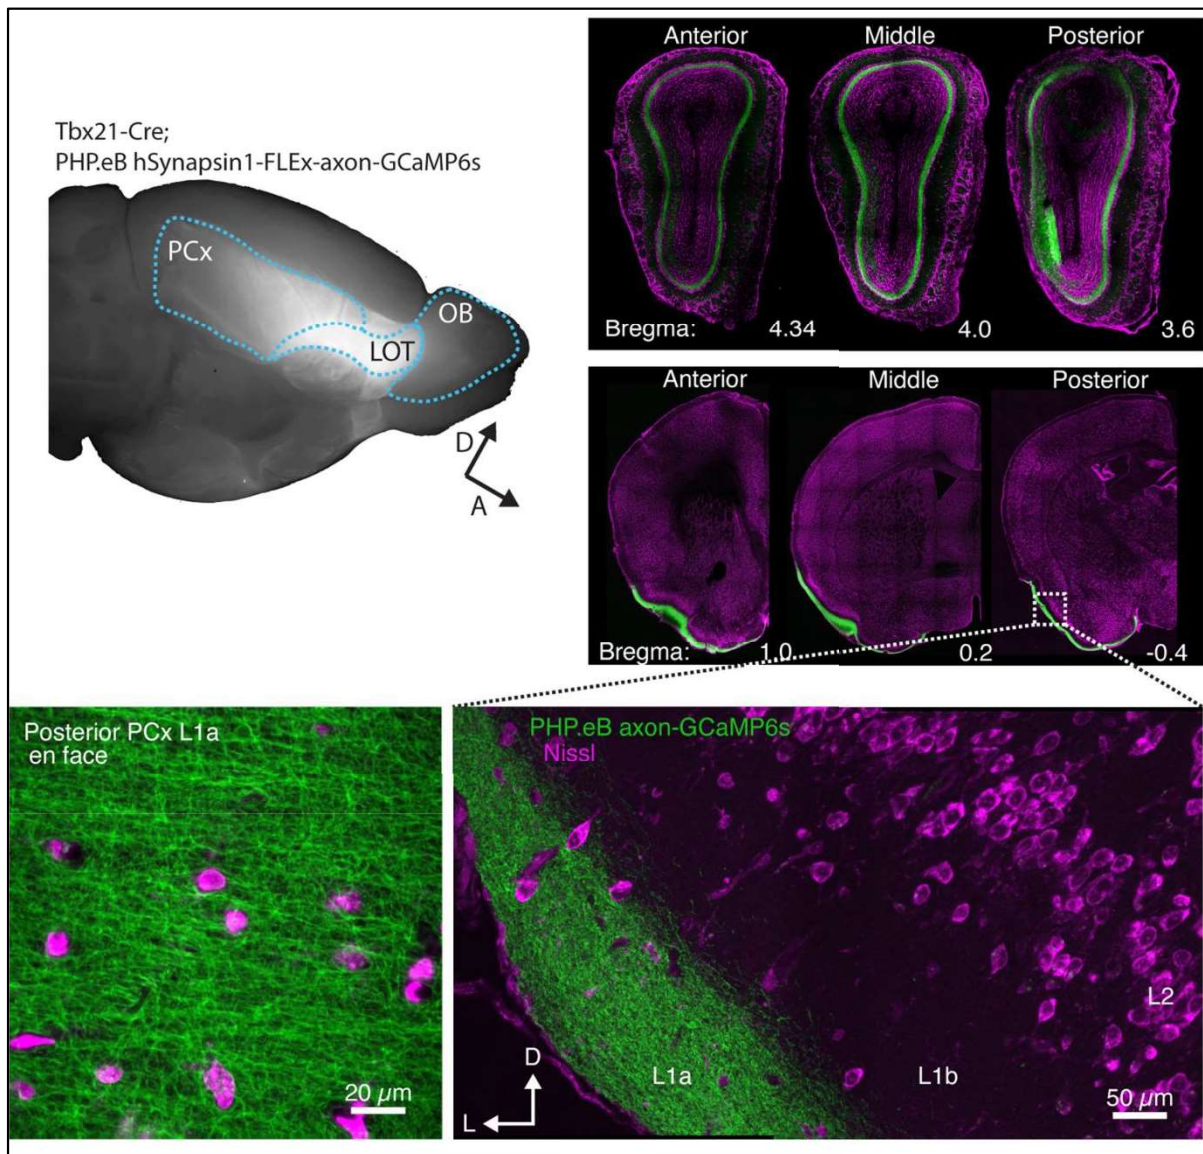 Tbx21-Cre;
PHP.eB hSynapsin1-FLEx-axon-GCaMP6s
PCx
OB
LOT
D
A
Anterior Middle Posterior
Bregma: 4.34 4.0 3.6
Anterior Middle Posterior
Bregma: 1.0 0.2 -0.4
Posterior PCx L1a
en face
20 µm
PHP.eB axon-GCaMP6s
Nissl
L2
L1a
L1b
D
L
50 µm